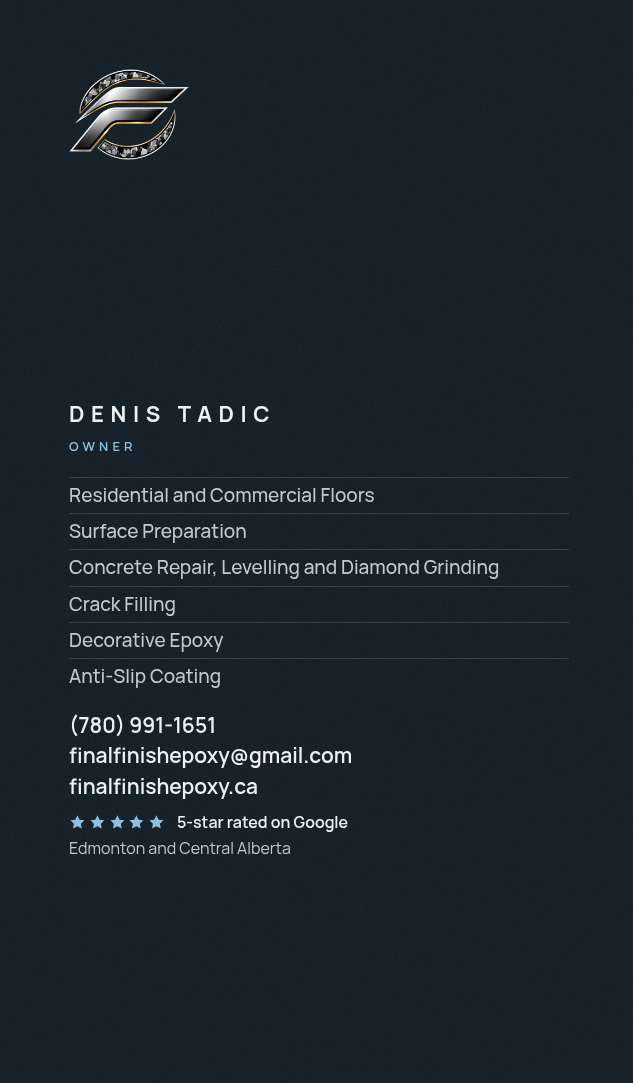 DENIS TADIC
OWNER
Residential and Commercial Floors
Surface Preparation
Concrete Repair, Levelling and Diamond Grinding
Crack Filling
Decorative Epoxy
Anti-Slip Coating
(780) 991-1651
finalfinishepoxy@gmail.com
finalfinishepoxy.ca
★★★★★ 5-star rated on Google
Edmonton and Central Alberta